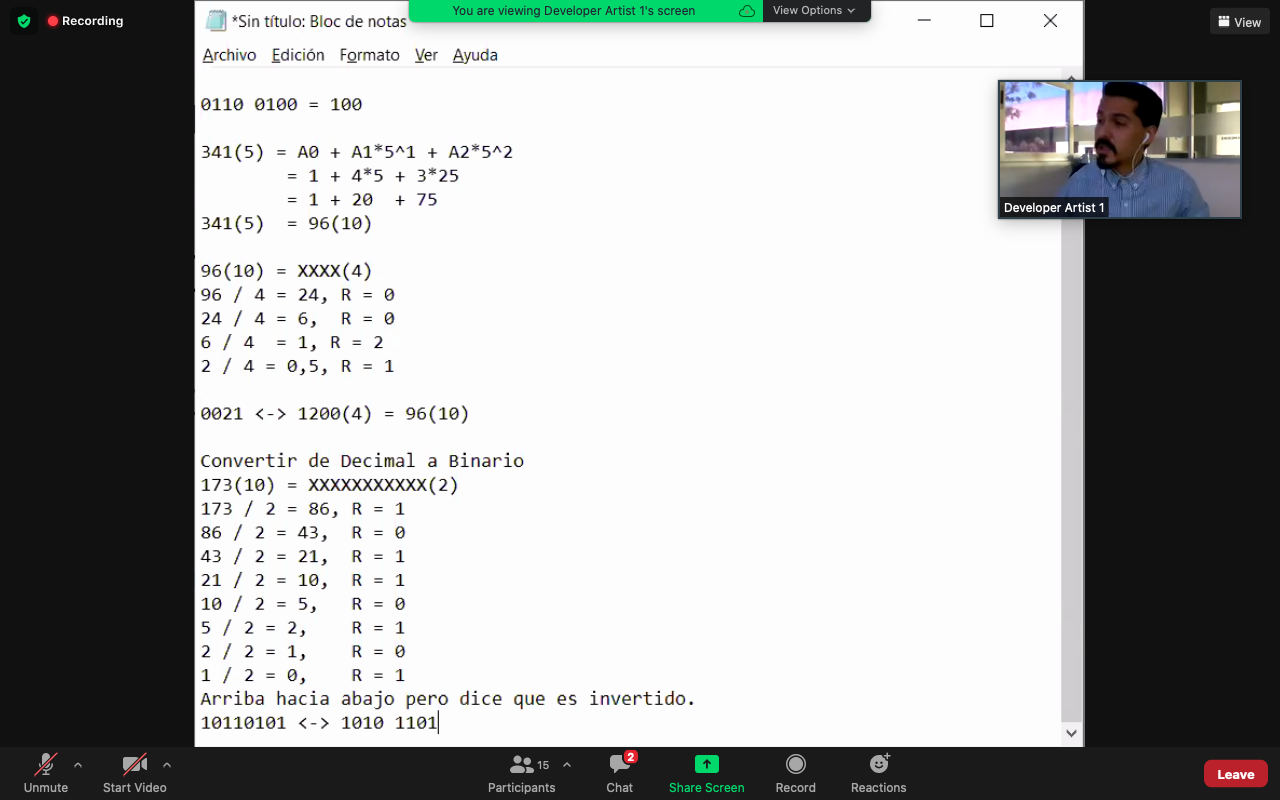 Recording
*Sin título: Bloc de notas
You are viewing Developer Artist 1's screen
View Options
View
Archivo Edición Formato Ver Ayuda
0110 0100 = 100
341(5) = A0 + A1*5^1 + A2*5^2
= 1 + 4*5 + 3*25
= 1 + 20 + 75
341(5) = 96(10)
96(10) = XXXX(4)
96 / 4 = 24, R = 0
24 / 4 = 6, R = 0
6 / 4 = 1, R = 2
2 / 4 = 0,5, R = 1
0021 <-> 1200(4) = 96(10)
Convertir de Decimal a Binario
173(10) = XXXXXXXXXXX(2)
173 / 2 = 86, R = 1
86 / 2 = 43, R = 0
43 / 2 = 21, R = 1
21 / 2 = 10, R = 1
10 / 2 = 5, R = 0
5 / 2 = 2, R = 1
2 / 2 = 1, R = 0
1 / 2 = 0, R = 1
Arriba hacia abajo pero dice que es invertido.
10110101 <-> 1010 1101
Developer Artist 1
Unmute
Start Video
15
Participants
2
Chat
Share Screen
Record
Reactions
Leave